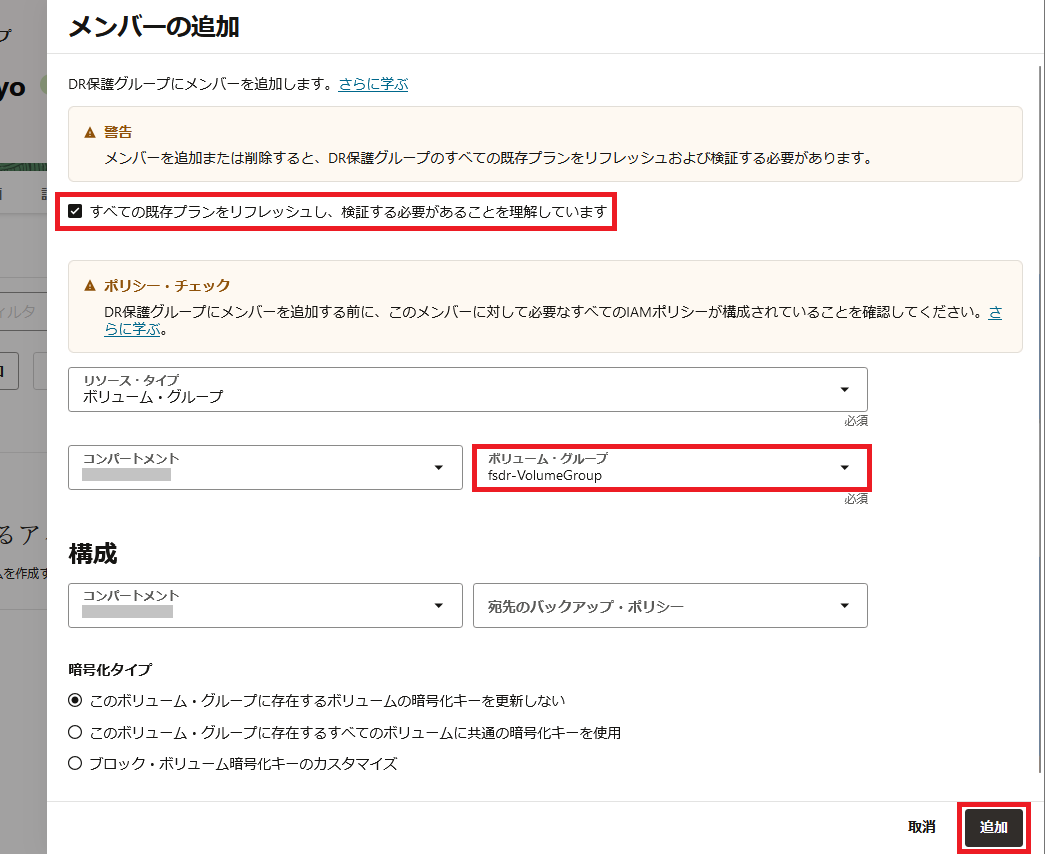 メンバーの追加
プ
DR保護グループにメンバーを追加します。さらに学ぶ
yo
警告
メンバーを追加または削除すると、DR保護グループのすべての既存プランをリフレッシュおよび検証する必要があります。
すべての既存プランをリフレッシュし、検証する必要があることを理解しています
ポリシー・チェック
DR保護グループにメンバーを追加する前に、このメンバーに対して必要なすべてのIAMポリシーが構成されていることを確認してください。さ
らに学ぶ。
ィルタ
リソース・タイプ
ボリューム・グループ
必須
コンパートメント
ボリューム・グループ
fsdr-VolumeGroup
必須
るア
構成
ムを作成す
コンパートメント
宛先のバックアップ・ポリシー
暗号化タイプ
このボリューム・グループに存在するボリュームの暗号化キーを更新しない
このボリューム・グループに存在するすべてのボリュームに共通の暗号化キーを使用
ブロック・ボリューム暗号化キーのカスタマイズ
取消
追加